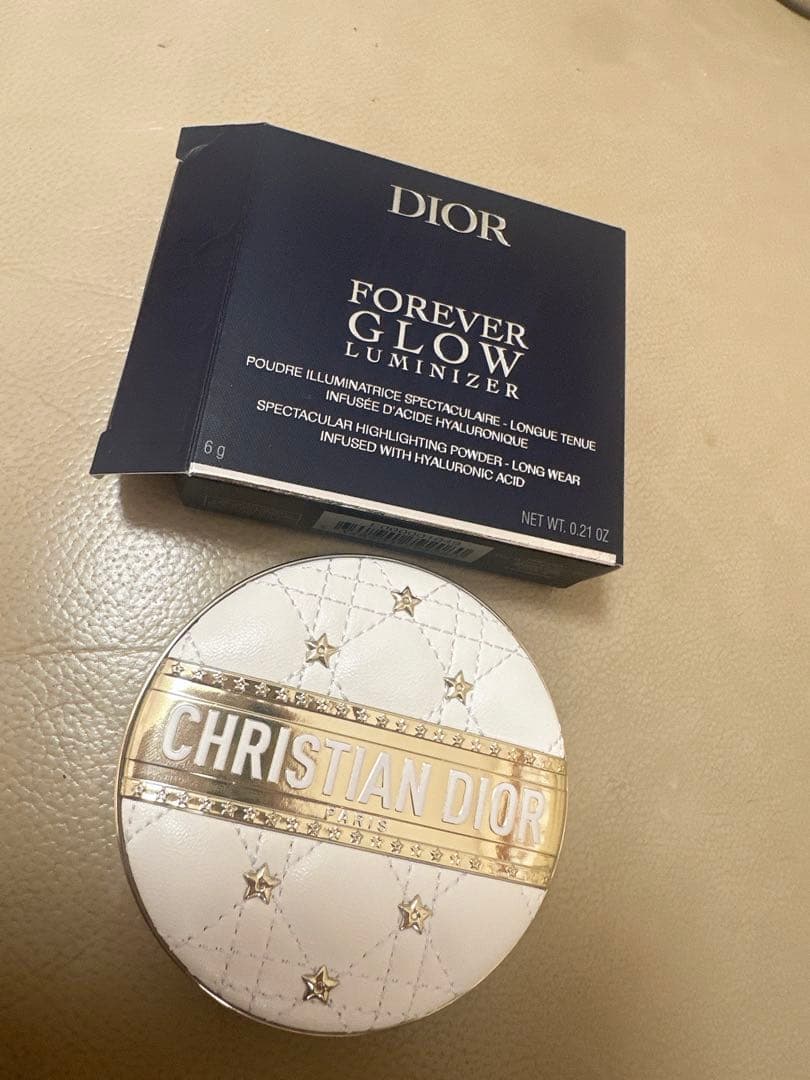 DIOR
FOREVER
GLOW
LUMINIZER
POUDRE ILLUMINATRICE SPECTACULAIRE - LONGUE TENUE
INFUSÉE D'ACIDE HYALURONIQUE
SPECTACULAR HIGHLIGHTING POWDER - LONG WEAR
INFUSED WITH HYALURONIC ACID
6 g
NET WT. 0.21 OZ
CHRISTIAN DIOR
PARIS